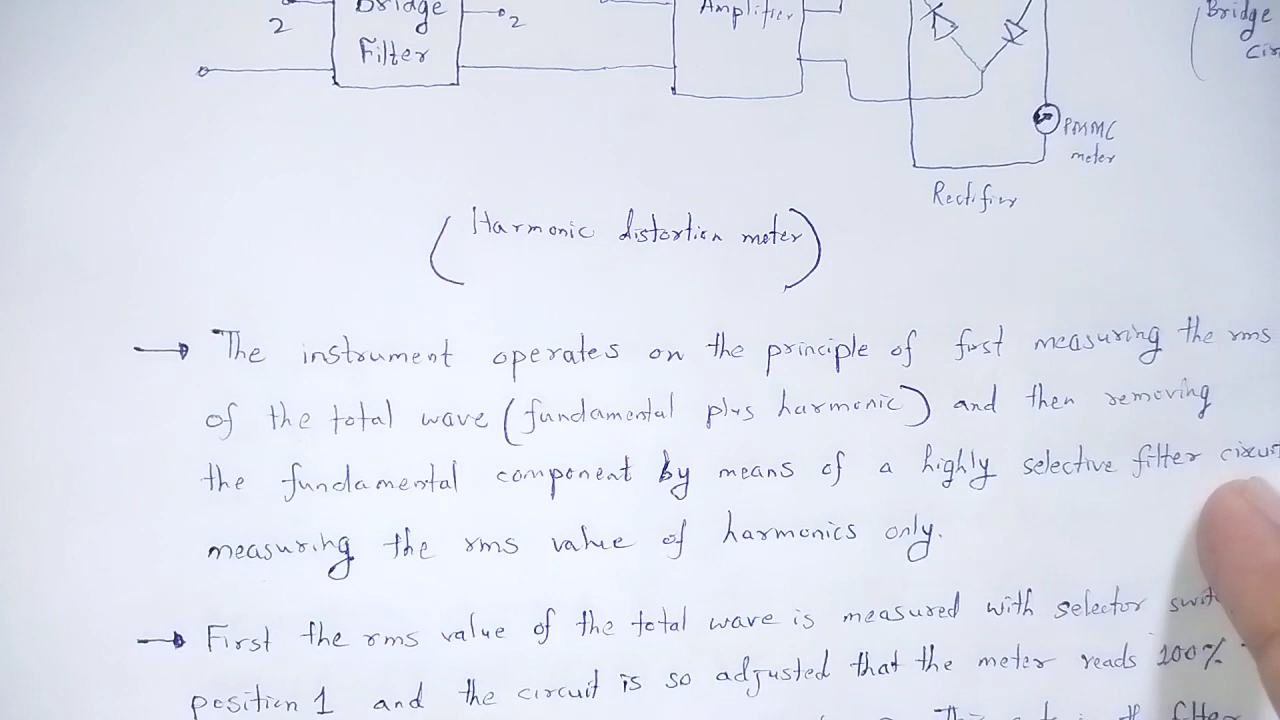 Bridge
2
2
Filter
Amplifier
Bridge
PMMC
meter
Rectifier
(Harmonic distortion meter)
→ The instrument operates on the principle of first measuring the rms
of the total wave (fundamental plus harmonic) and then removing
the fundamental component by means of a highly selective filter
measuring the rms value of harmonics only.
→ First the rms value of the total wave is measured with selector
position 1 and the circuit is so adjusted that the meter reads 100%